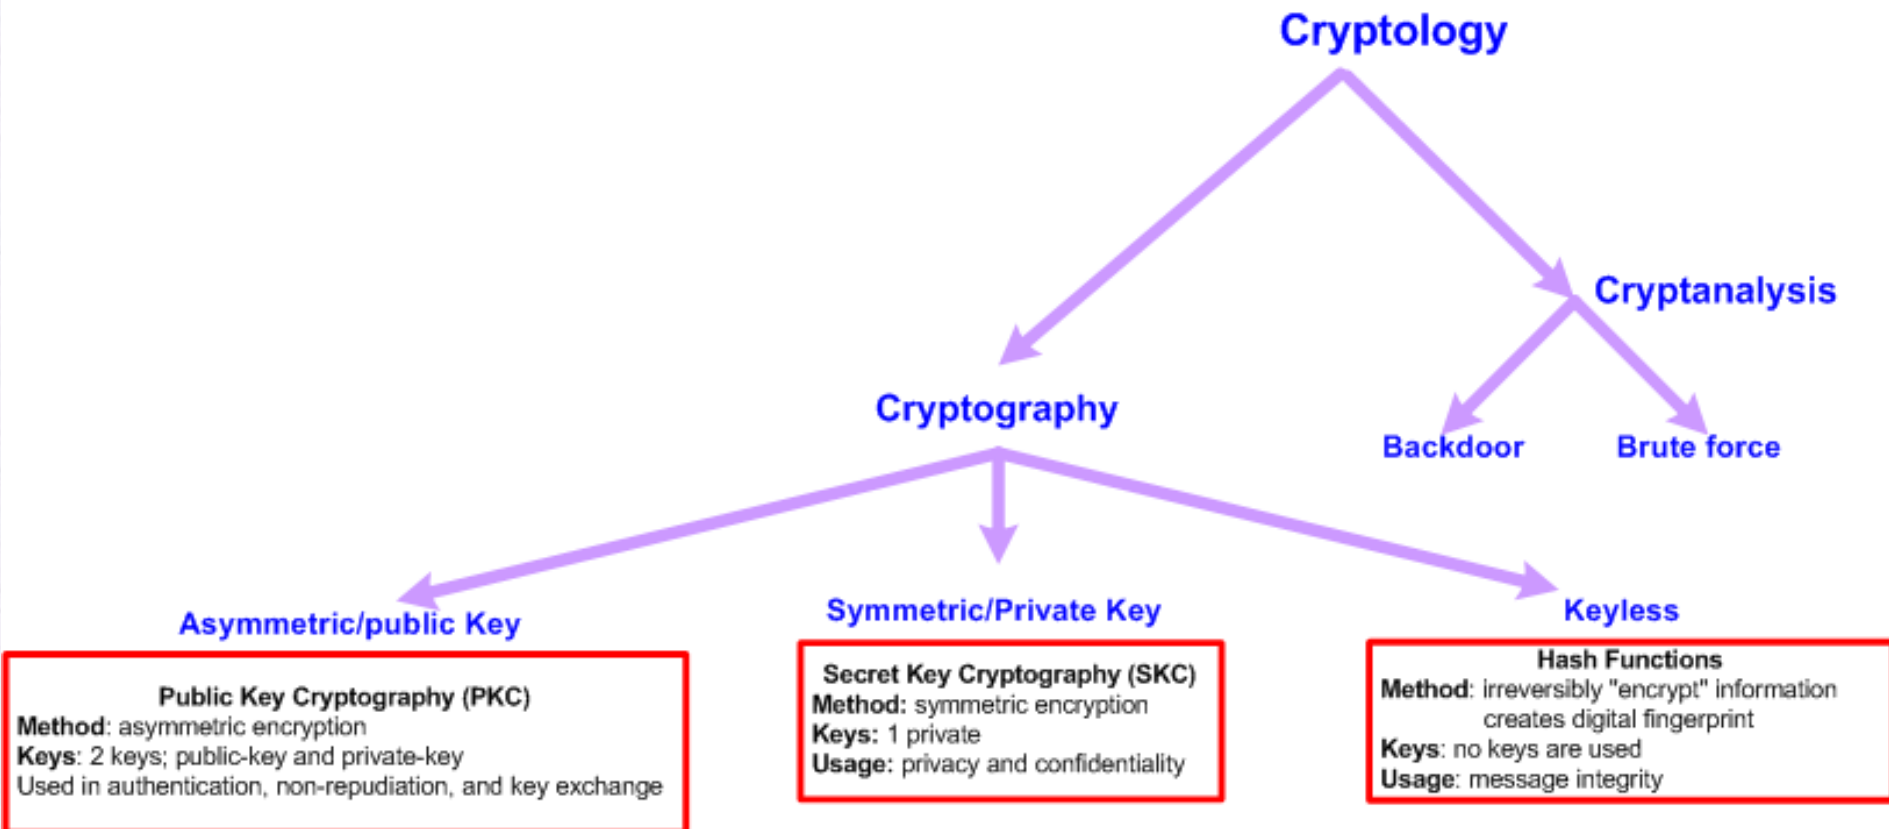 Cryptology
Cryptanalysis
Cryptography
Backdoor
Brute force
Asymmetric/public Key
Public Key Cryptography (PKC)
Method: asymmetric encryption
Keys: 2 keys; public-key and private-key
Used in authentication, non-repudiation, and key exchange
Symmetric/Private Key
Secret Key Cryptography (SKC)
Method: symmetric encryption
Keys: 1 private
Usage: privacy and confidentiality
Keyless
Hash Functions
Method: irreversibly "encrypt" information
creates digital fingerprint
Keys: no keys are used
Usage: message integrity